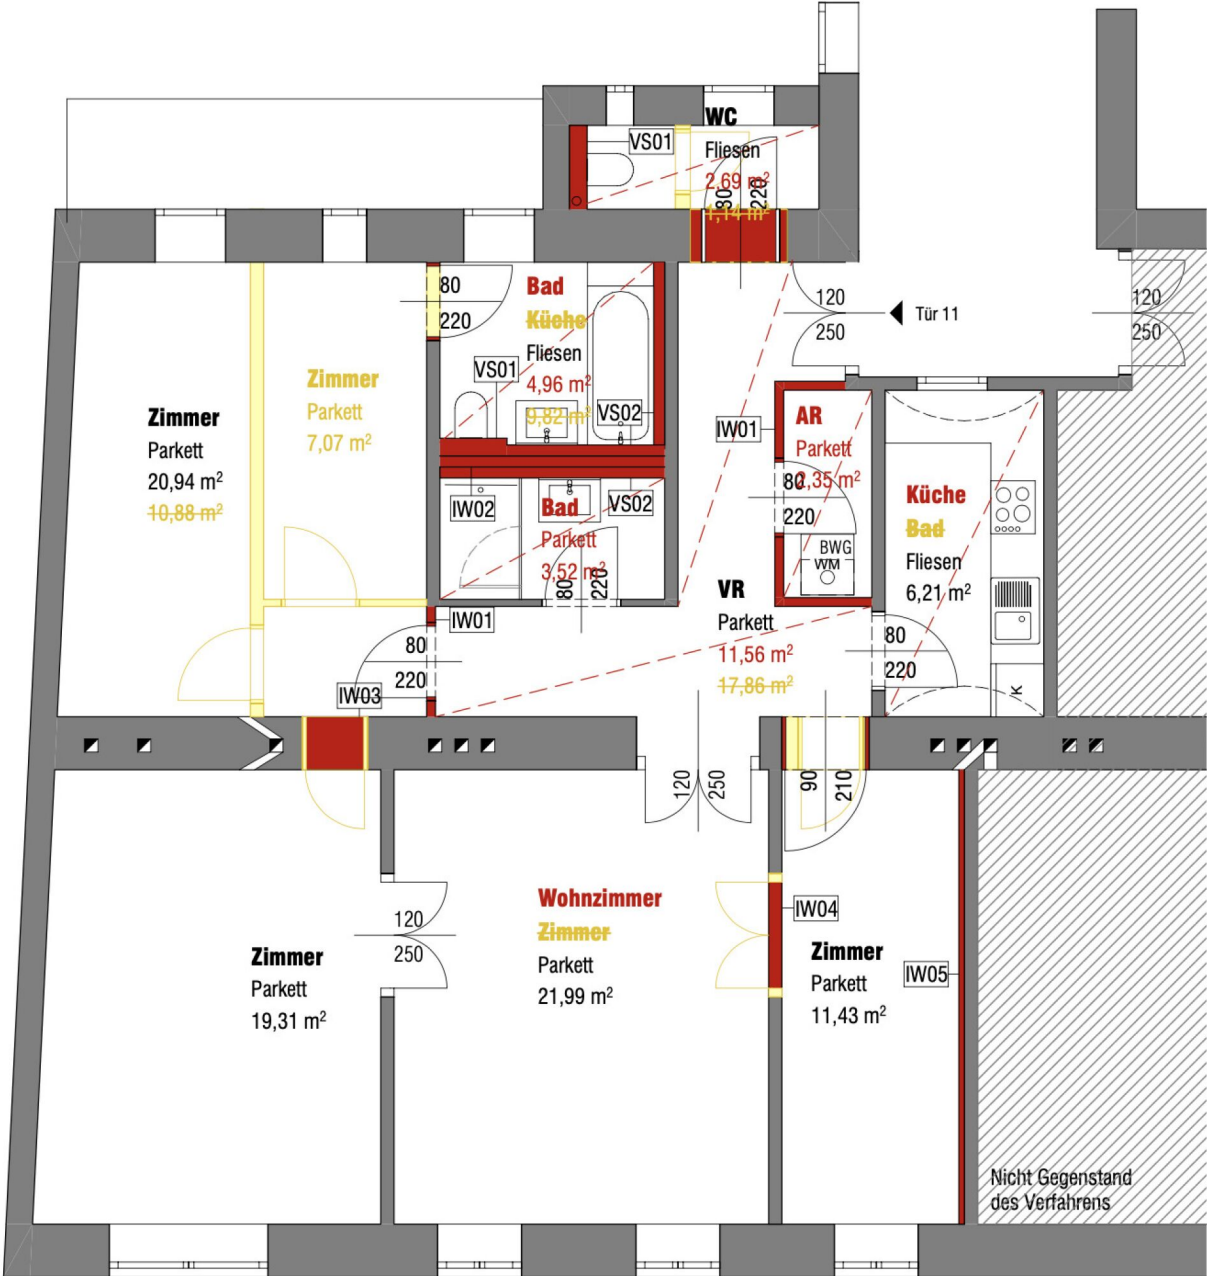 WC
VS01
Fliesen
2,69 m²
1,14 m²
80
220
120
250
Tür 11
120
250
80
220
Bad
Küche
Fliesen
4,96 m²
9,82 m²
VS01
VS02
Zimmer
Parkett
7,07 m²
Zimmer
Parkett
20,94 m²
10,88 m²
IW01
AR
Parkett
2,35 m²
80
220
BWG
WM
Küche
Bad
Fliesen
6,21 m²
IW02
Bad
Parkett
3,52 m²
VS02
80
220
VR
Parkett
11,56 m²
17,86 m²
IW01
80
220
IW03
80
220
K
120
250
90
210
Wohnzimmer
Zimmer
Parkett
21,99 m²
120
250
Zimmer
Parkett
19,31 m²
IW04
Zimmer
Parkett
11,43 m²
IW05
Nicht Gegenstand
des Verfahrens